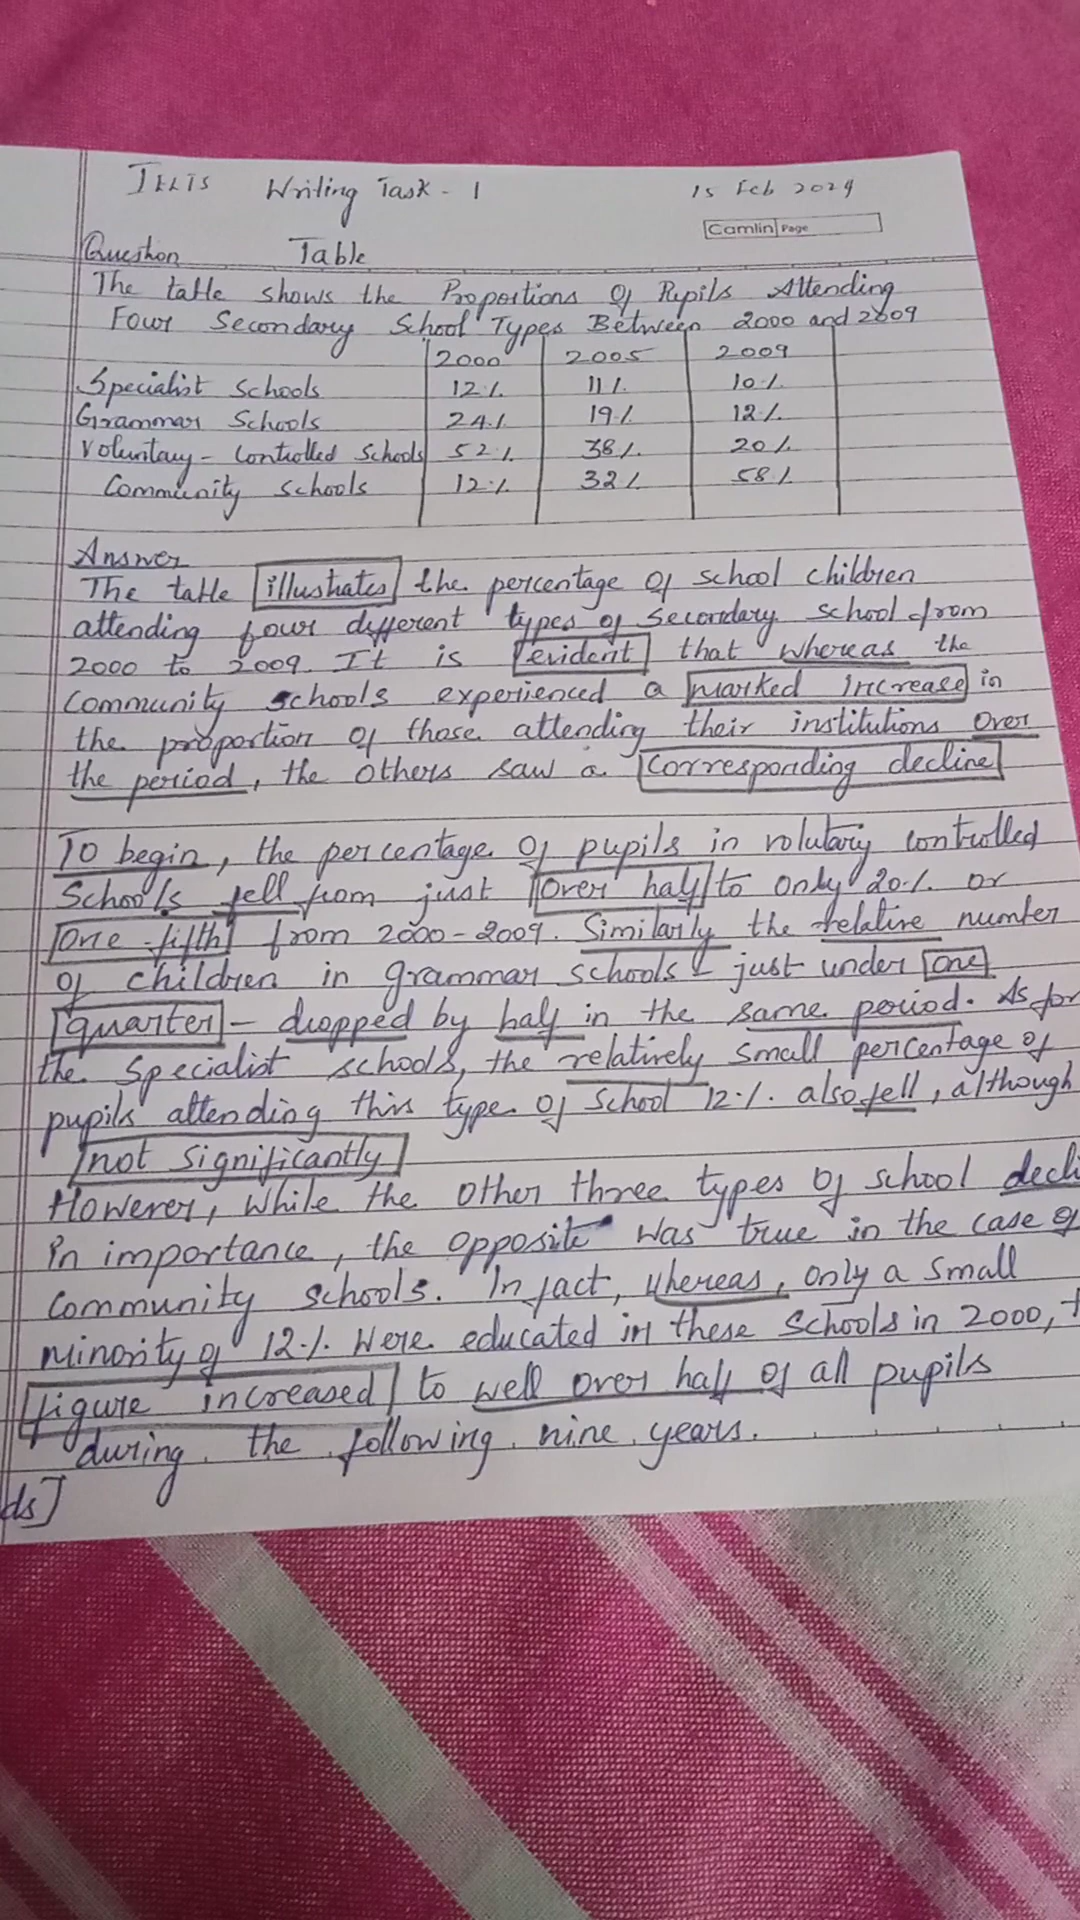 IELTS Writing Task - 1 15 Feb 2024
Camlin Page
Question Table
The table shows the Proportions of Pupils Attending
Four Secondary School Types Between 2000 and 2009
2000 2005 2009
Specialist Schools 12% 11% 10%
Grammar Schools 24% 19% 12%
Voluntary - Controlled Schools 52% 38% 20%
Community Schools 12% 32% 58%
Answer
The table illustrates the percentage of school children
attending four different types of Secondary school from
2000 to 2009. It is evident that whereas the
Community schools experienced a marked increase in
the proportion of those attending their institutions over
the period, the others saw a corresponding decline
To begin, the percentage of pupils in volutary controlled
Schools fell from just over half to only 20% or
one fifth from 2000-2009. Similarly the relative number
of children in grammar schools - just under one
quarter - dropped by half in the same period. As for
the Specialist schools, the relatively small percentage of
pupils attending this type of School 12% also fell, although
not significantly
However, while the other three types of school decli
in importance, the opposite was true in the case of
Community schools. In fact, whereas, only a small
minority of 12% were educated in these Schools in 2000, t
figure increased to well over half of all pupils
during the following nine years.
ds]